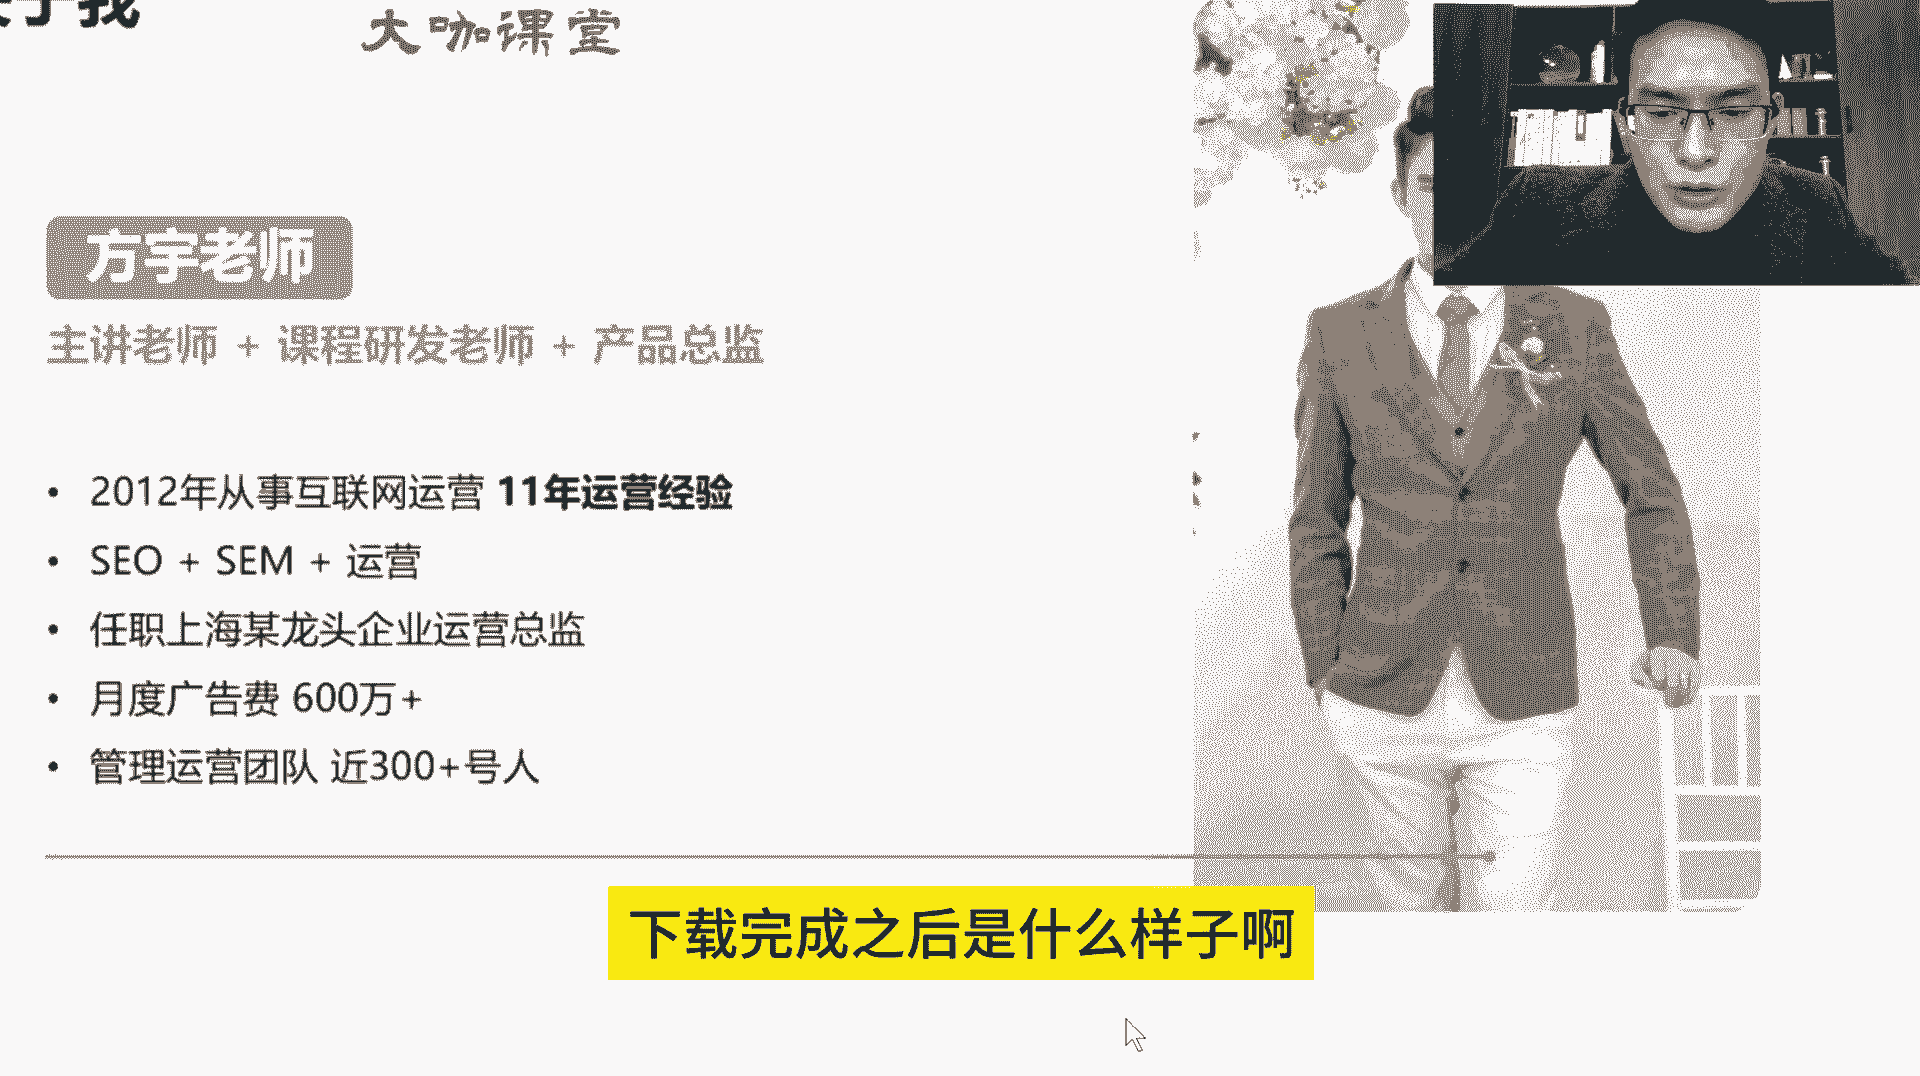 关于我
大咖课堂
方宇老师
主讲老师 + 课程研发老师 + 产品总监
• 2012年从事互联网运营 11年运营经验
• SEO + SEM + 运营
• 任职上海某龙头企业运营总监
• 月度广告费 600万+
• 管理运营团队 近300+号人
下载完成之后是什么样子啊